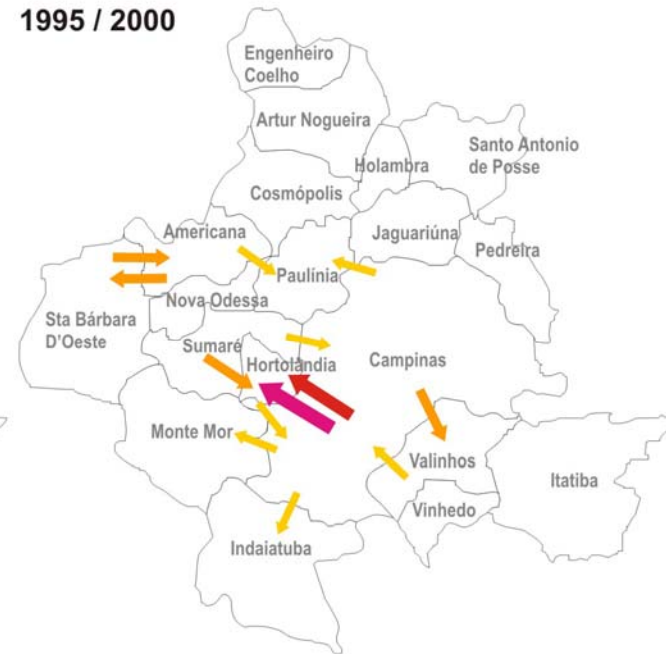 1995 / 2000
Engenheiro
Coelho
Artur Nogueira
Santo Antonio
de Posse
Holambra
Cosmópolis
Americana
Jaguariúna
Pedreira
Paulínia
Nova Odessa
Sta Bárbara
D'Oeste
Sumaré
Hortolândia
Campinas
Monte Mor
Valinhos
Itatiba
Vinhedo
Indaiatuba